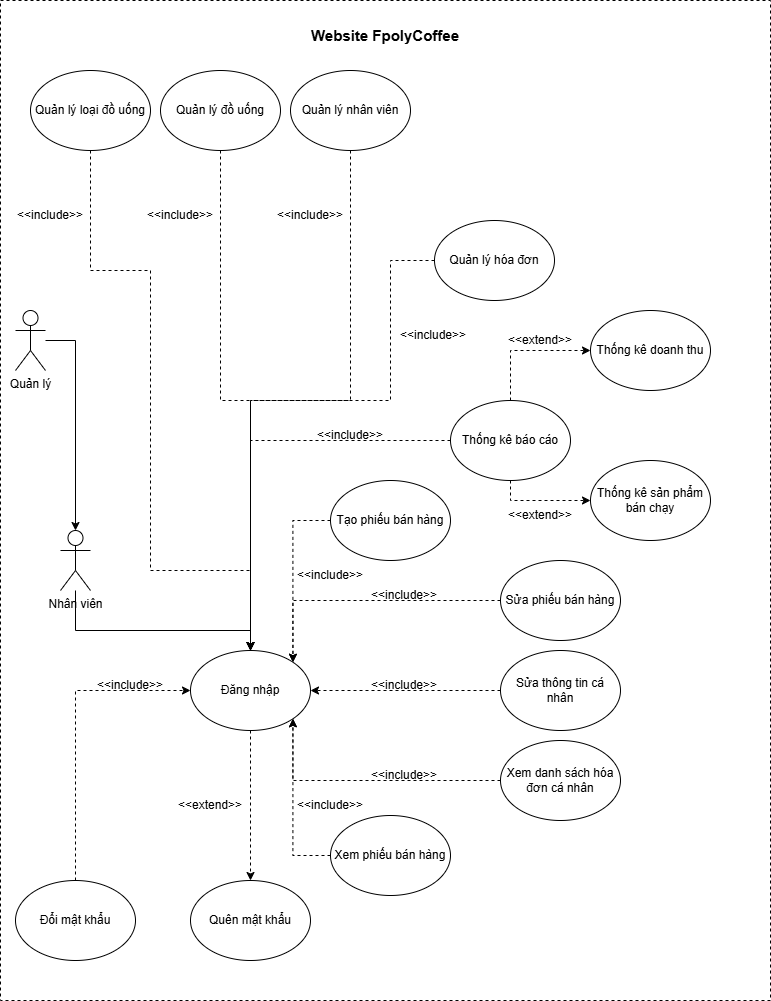 Website FpolyCoffee
Quản lý loại đồ uống
Quản lý đồ uống
Quản lý nhân viên
<<include>>
<<include>>
<<include>>
Quản lý hóa đơn
<<include>>
<<extend>>
Thống kê doanh thu
Quản lý
<<include>>
Thống kê báo cáo
Thống kê sản phẩm
bán chạy
<<extend>>
Tạo phiếu bán hàng
<<include>>
Nhân viên
<<include>>
Sửa phiếu bán hàng
<<include>>
Đăng nhập
<<include>>
Sửa thông tin cá
nhân
<<include>>
Xem danh sách hóa
đơn cá nhân
<<extend>>
<<include>>
Xem phiếu bán hàng
Đổi mật khẩu
Quên mật khẩu